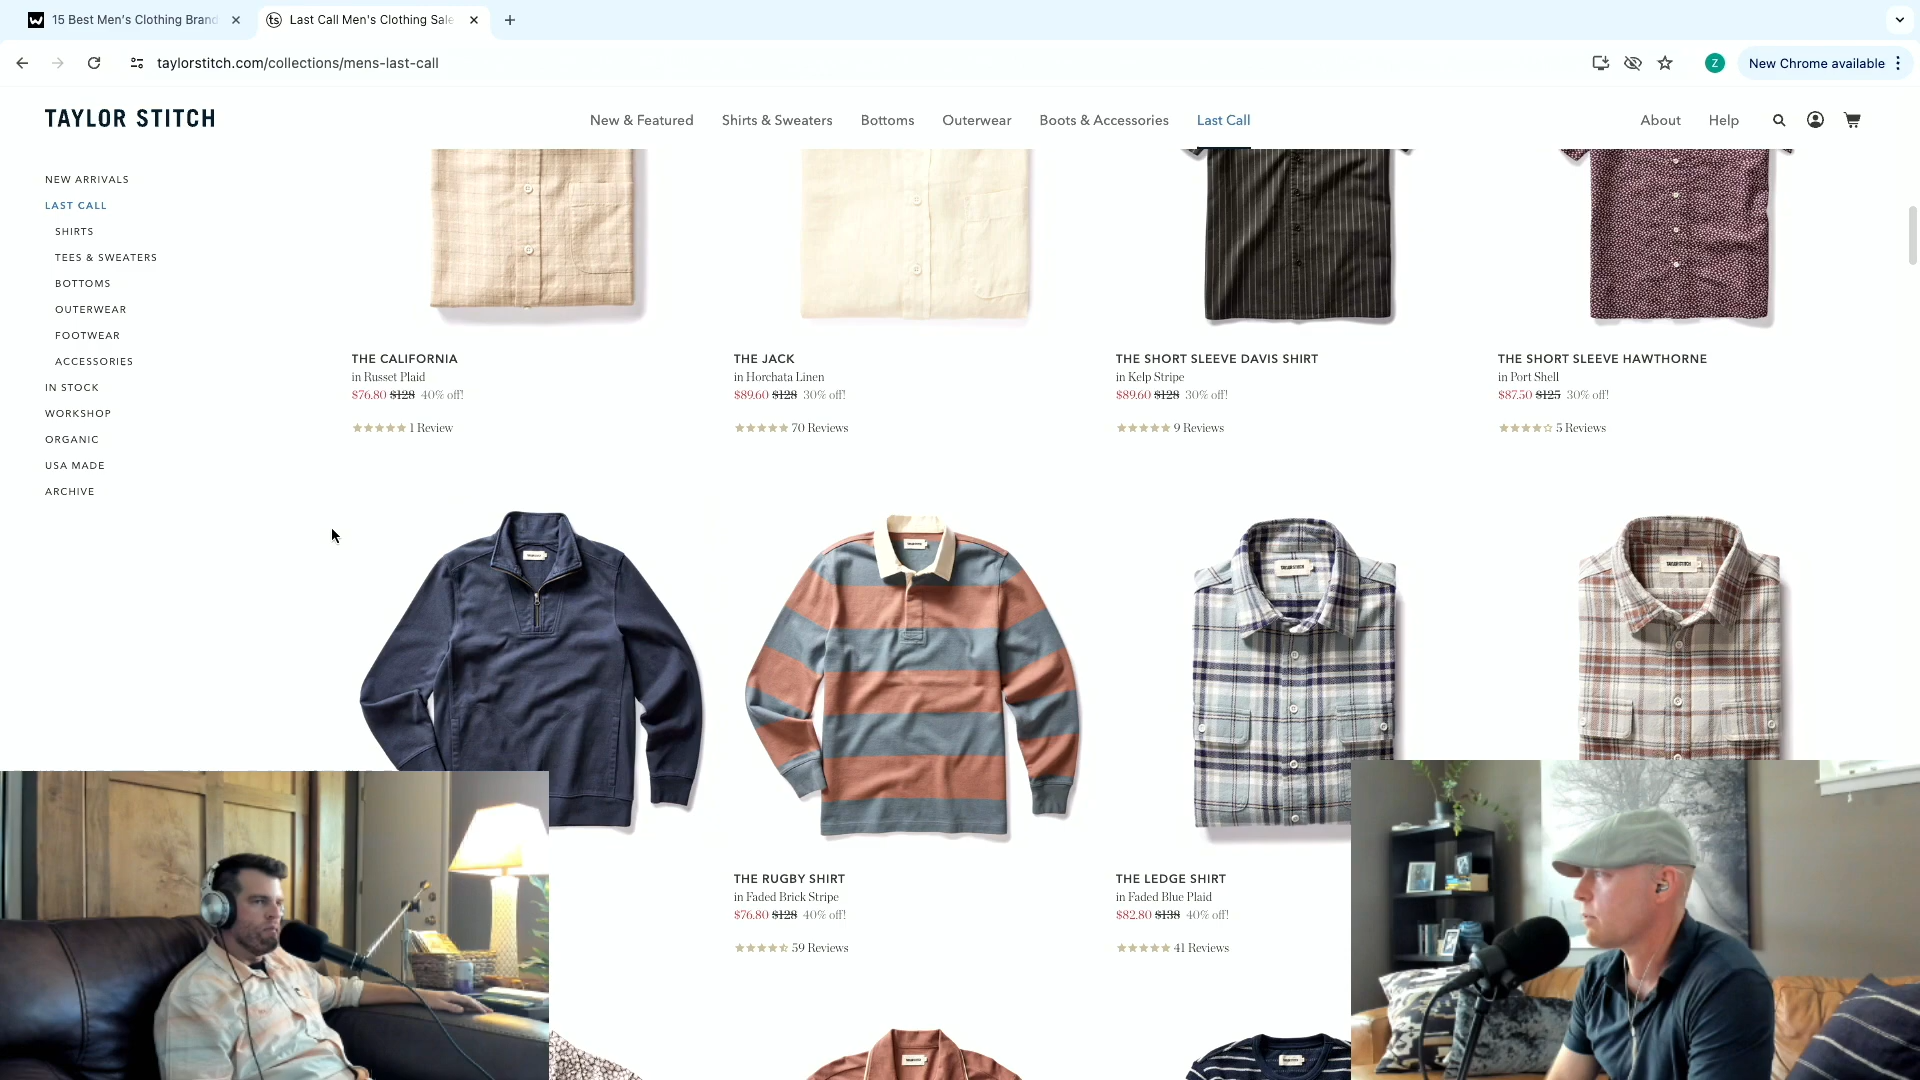 15 Best Men's Clothing Brand
Last Call Men's Clothing Sale
taylorstitch.com/collections/mens-last-call
Z
New Chrome available
TAYLOR STITCH
New & Featured
Shirts & Sweaters
Bottoms
Outerwear
Boots & Accessories
Last Call
About
Help
NEW ARRIVALS
LAST CALL
SHIRTS
TEES & SWEATERS
BOTTOMS
OUTERWEAR
FOOTWEAR
ACCESSORIES
IN STOCK
WORKSHOP
ORGANIC
USA MADE
ARCHIVE
THE CALIFORNIA
in Russet Plaid
$76.80 $128 40% off!
1 Review
THE JACK
in Horchata Linen
$89.60 $128 30% off!
70 Reviews
THE SHORT SLEEVE DAVIS SHIRT
in Kelp Stripe
$89.60 $128 30% off!
9 Reviews
THE SHORT SLEEVE HAWTHORNE
in Port Shell
$87.50 $125 30% off!
5 Reviews
TAYLOR STITCH
TAYLOR STITCH
THE RUGBY SHIRT
in Faded Brick Stripe
$76.80 $128 40% off!
59 Reviews
THE LEDGE SHIRT
in Faded Blue Plaid
$82.80 $138 40% off!
41 Reviews